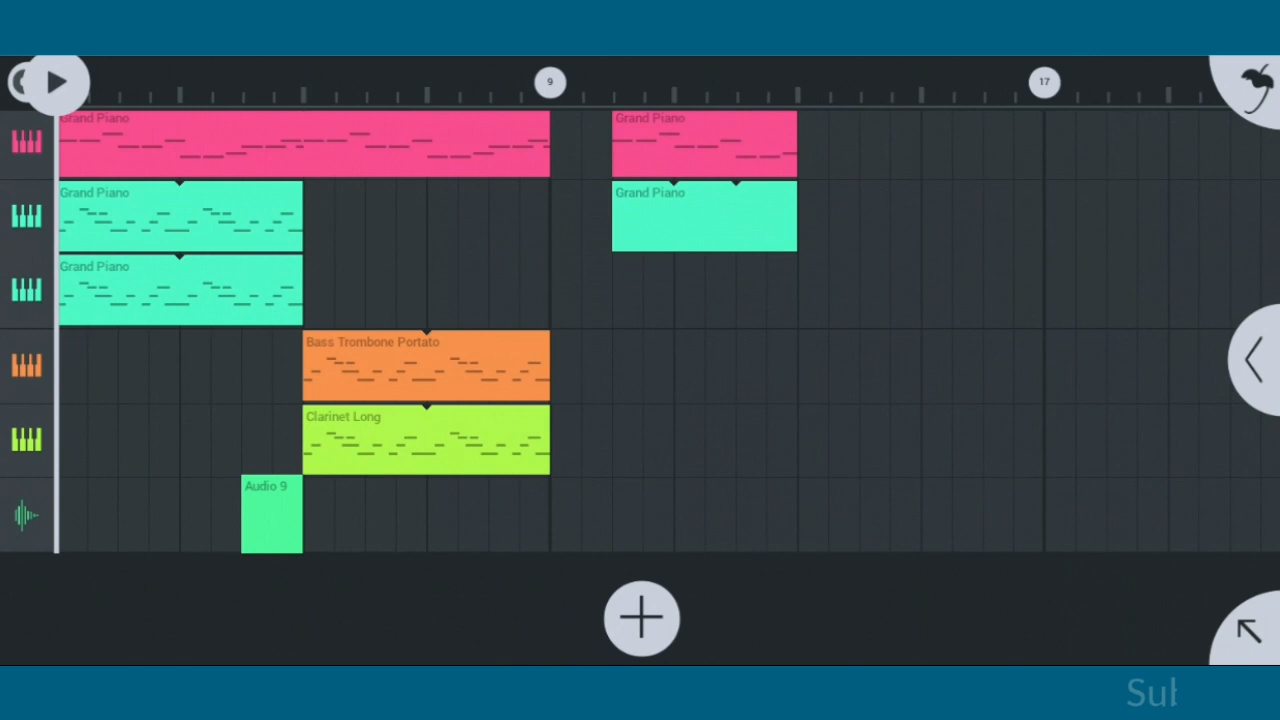 9
17
Grand Piano
Grand Piano
Grand Piano
Grand Piano
Grand Piano
Bass Trombone Portato
Clarinet Long
Audio 9